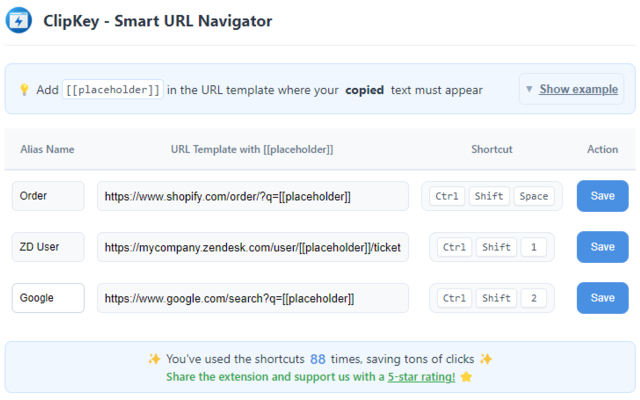 ClipKey - Smart URL Navigator
💡 Add [[placeholder]] in the URL template where your copied text must appear
▼ Show example
Alias Name URL Template with [[placeholder]] Shortcut Action
Order https://www.shopify.com/order/?q=[[placeholder]] Ctrl Shift Space Save
ZD User https://mycompany.zendesk.com/user/[[placeholder]]/ticket Ctrl Shift 1 Save
Google https://www.google.com/search?q=[[placeholder]] Ctrl Shift 2 Save
✨ You've used the shortcuts 88 times, saving tons of clicks ✨
Share the extension and support us with a 5-star rating! ⭐